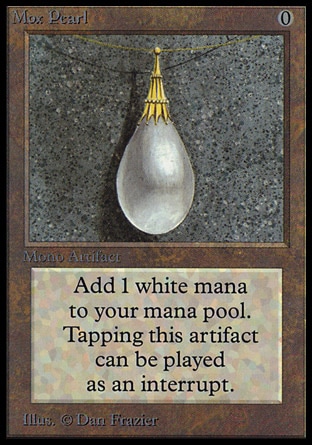 Mox Pearl 0
Mono Artifact
Add 1 white mana
to your mana pool.
Tapping this artifact
can be played
as an interrupt.
Illus. © Dan Frazier